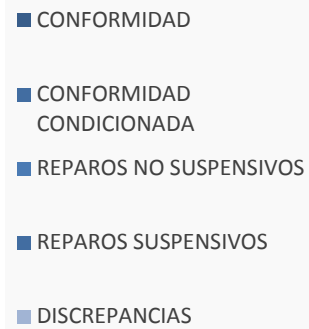 CONFORMIDAD
CONFORMIDAD
CONDICIONADA
REPAROS NO SUSPENSIVOS
REPAROS SUSPENSIVOS
DISCREPANCIAS